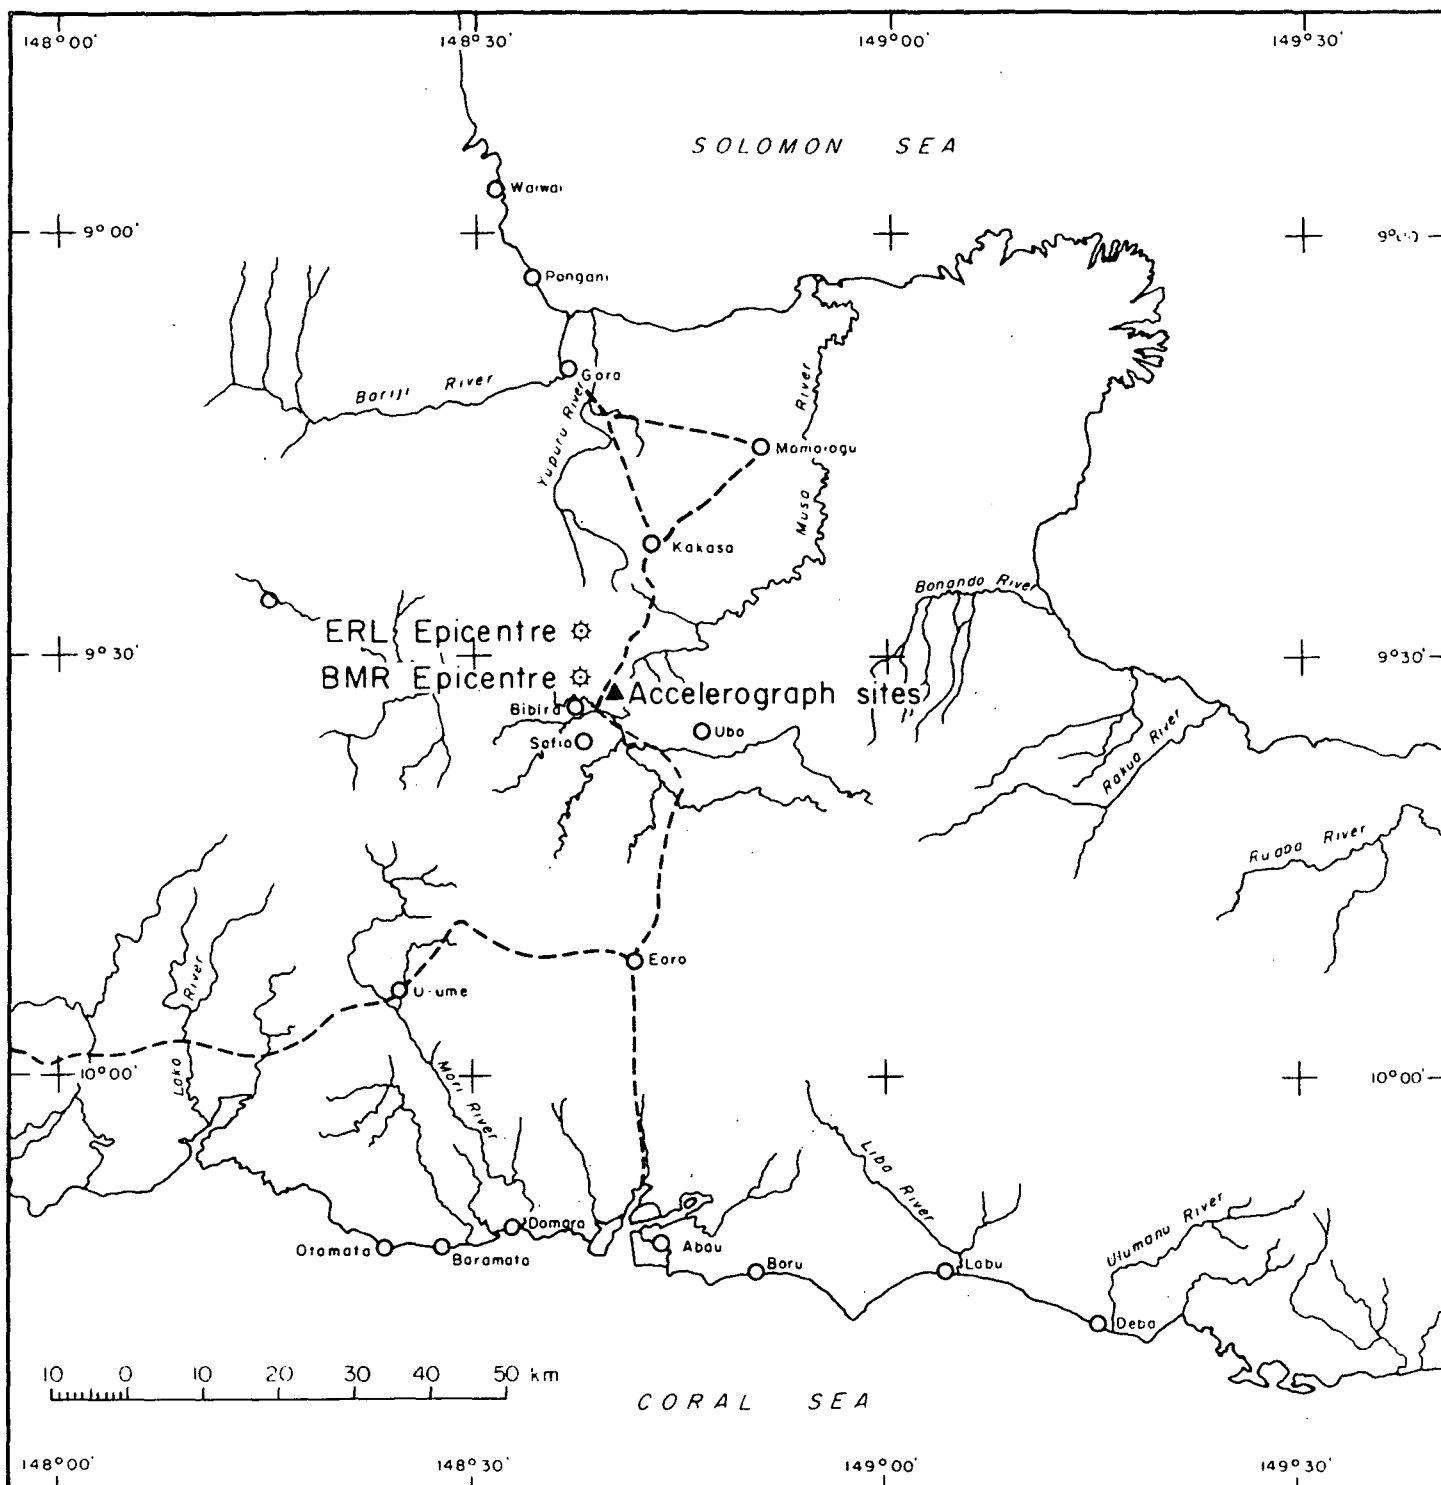 148°00'
148°30'
149°00'
149°30'
SOLOMON SEA
Waiwai
9°00'
Pongani
Gora
Bariji River
Yupuru River
Musa River
Momoiogu
Kakasa
Bonando River
ERL Epicentre
9°30'
9°30'
BMR Epicentre
Accelerograph sites
Bibira
Safia
Ubo
Rakua River
Ruaba River
Eoro
U-ume
Lako River
10°00'
10°00'
Mori River
Liba River
Ulumanu River
Domara
Otamata
Baramata
Abau
Boru
Labu
Deba
10 0 10 20 30 40 50 km
CORAL SEA
148°00'
148°30'
149°00'
149°30'